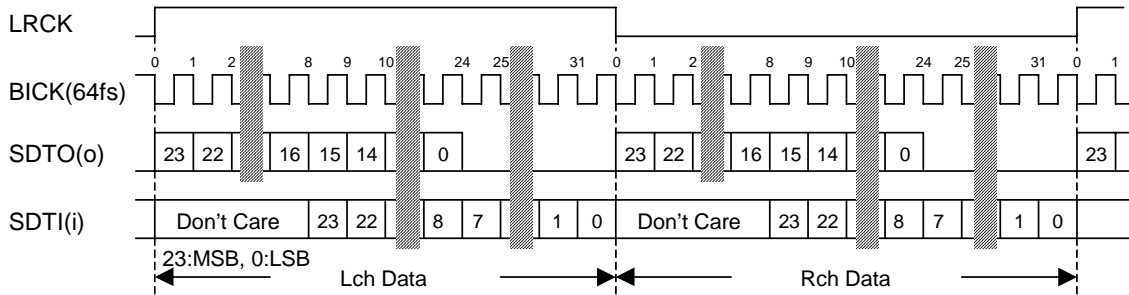 LRCK
0 1 2 8 9 10 24 25 31 0 1 2 8 9 10 24 25 31 0 1
BICK(64fs)
SDTO(o) 23 22 16 15 14 0 23 22 16 15 14 0 23
SDTI(i) Don't Care 23 22 8 7 1 0 Don't Care 23 22 8 7 1 0
23:MSB, 0:LSB
Lch Data Rch Data